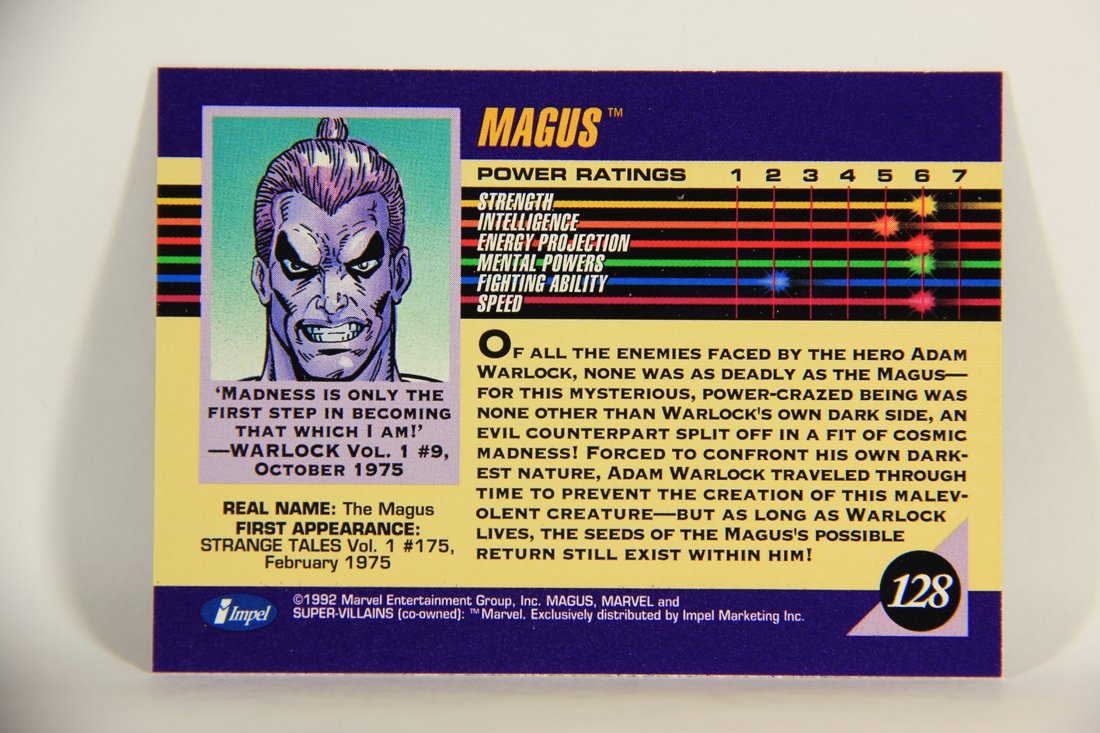 MAGUS™
POWER RATINGS 1 2 3 4 5 6 7
STRENGTH
INTELLIGENCE
ENERGY PROJECTION
MENTAL POWERS
FIGHTING ABILITY
SPEED
'MADNESS IS ONLY THE
FIRST STEP IN BECOMING
THAT WHICH I AM!'
—WARLOCK VOL. 1 #9,
OCTOBER 1975
REAL NAME: The Magus
FIRST APPEARANCE:
STRANGE TALES Vol. 1 #175,
February 1975
OF ALL THE ENEMIES FACED BY THE HERO ADAM
WARLOCK, NONE WAS AS DEADLY AS THE MAGUS—
FOR THIS MYSTERIOUS, POWER-CRAZED BEING WAS
NONE OTHER THAN WARLOCK'S OWN DARK SIDE, AN
EVIL COUNTERPART SPLIT OFF IN A FIT OF COSMIC
MADNESS! FORCED TO CONFRONT HIS OWN DARK-
EST NATURE, ADAM WARLOCK TRAVELED THROUGH
TIME TO PREVENT THE CREATION OF THIS MALEV-
OLENT CREATURE—BUT AS LONG AS WARLOCK
LIVES, THE SEEDS OF THE MAGUS'S POSSIBLE
RETURN STILL EXIST WITHIN HIM!
128
Impel
©1992 Marvel Entertainment Group, Inc. MAGUS, MARVEL and
SUPER-VILLAINS (co-owned): ™Marvel. Exclusively distributed by Impel Marketing Inc.